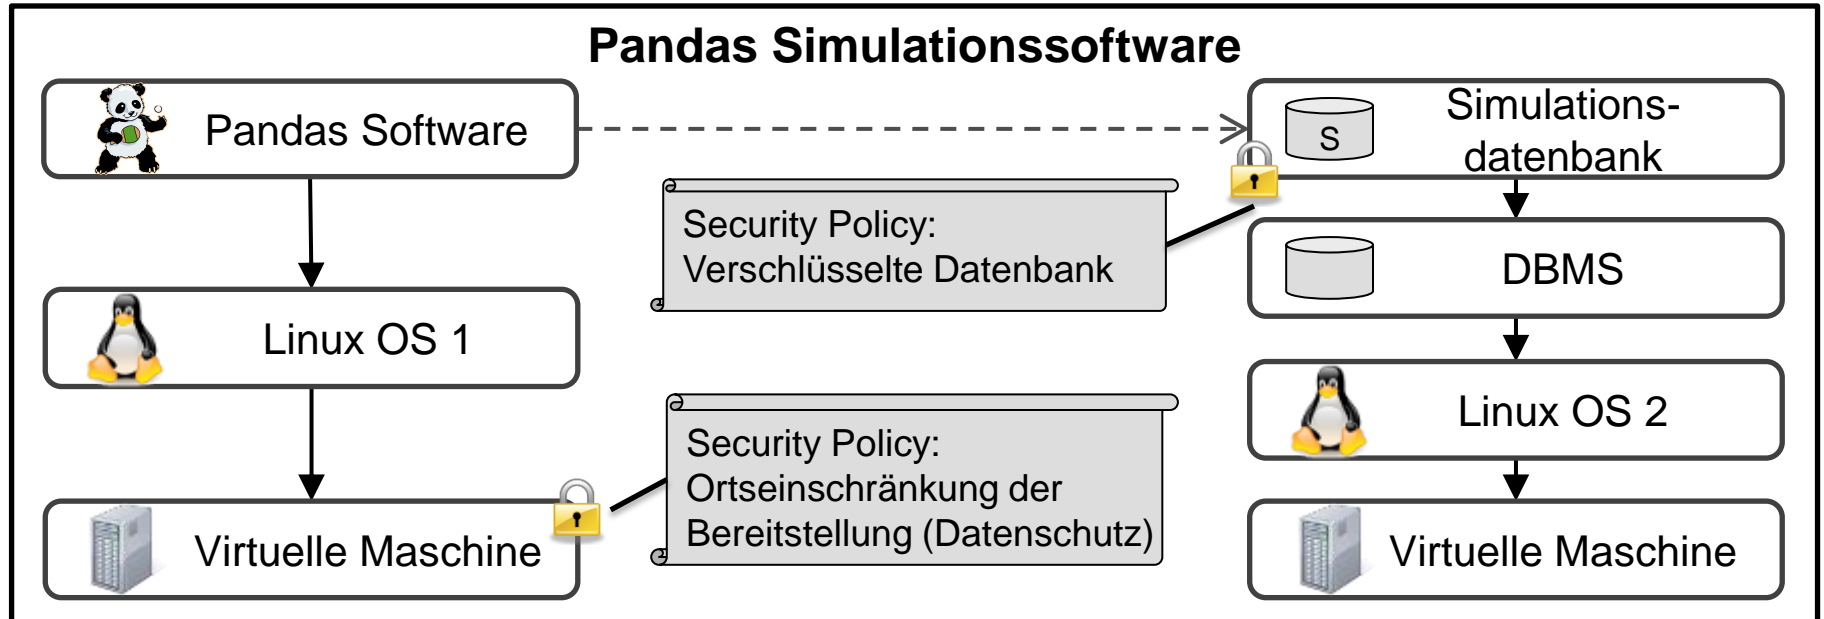 Pandas Simulationssoftware
Pandas Software
S
Simulations-
datenbank
Security Policy:
Verschlüsselte Datenbank
DBMS
Linux OS 1
Linux OS 2
Security Policy:
Ortseinschränkung der
Bereitstellung (Datenschutz)
Virtuelle Maschine
Virtuelle Maschine